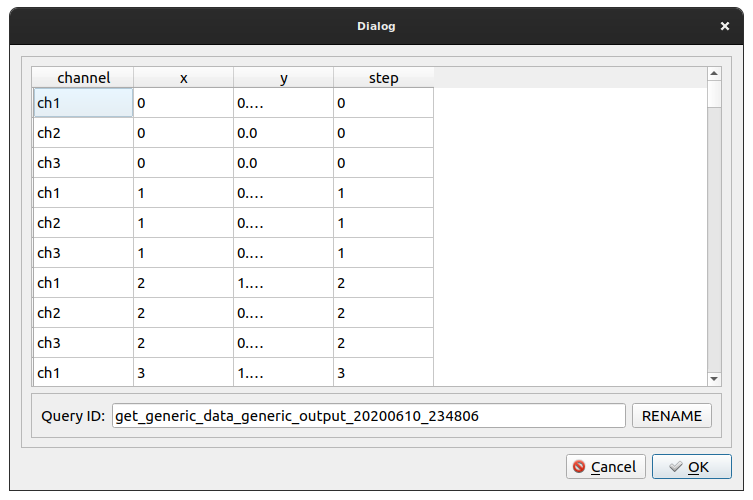 Dialog
channel x y step
ch1 0 0.... 0
ch2 0 0.0 0
ch3 0 0.0 0
ch1 1 0.... 1
ch2 1 0.... 1
ch3 1 0.... 1
ch1 2 1.... 2
ch2 2 0.... 2
ch3 2 0.... 2
ch1 3 1.... 3
Query ID: get_generic_data_generic_output_20200610_234806 RENAME
Cancel OK